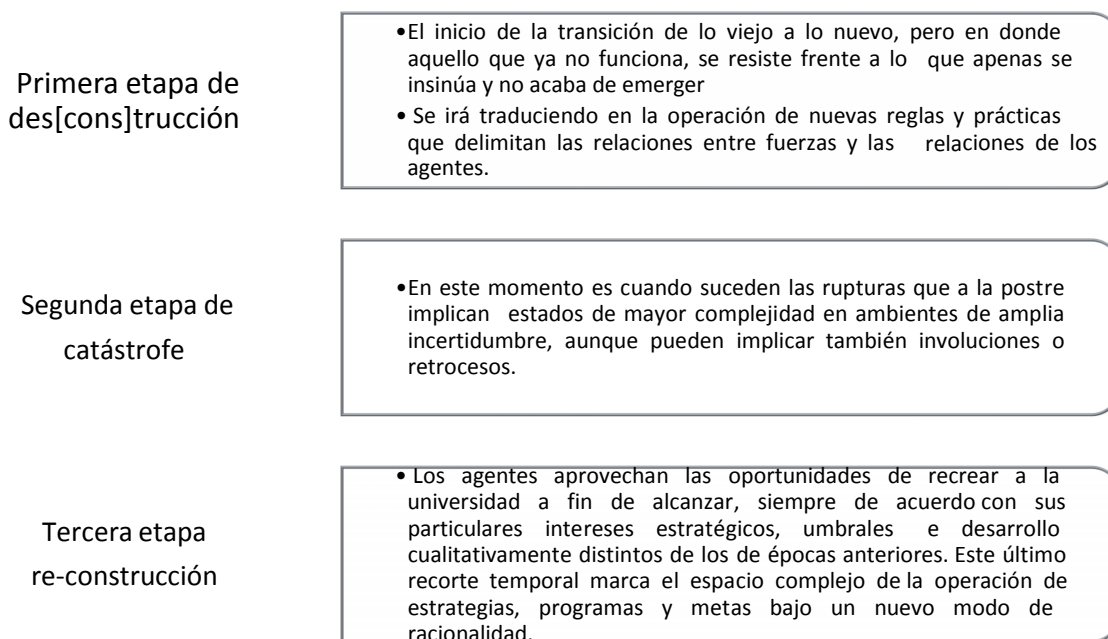 Primera etapa de
des[cons]trucción
•El inicio de la transición de lo viejo a lo nuevo, pero en donde
aquello que ya no funciona, se resiste frente a lo que apenas se
insinúa y no acaba de emerger
• Se irá traduciendo en la operación de nuevas reglas y prácticas
que delimitan las relaciones entre fuerzas y las relaciones de los
agentes.
Segunda etapa de
catástrofe
•En este momento es cuando suceden las rupturas que a la postre
implican estados de mayor complejidad en ambientes de amplia
incertidumbre, aunque pueden implicar también involuciones o
retrocesos.
Tercera etapa
re-construcción
• Los agentes aprovechan las oportunidades de recrear a la
universidad a fin de alcanzar, siempre de acuerdo con sus
particulares intereses estratégicos, umbrales e desarrollo
cualitativamente distintos de los de épocas anteriores. Este último
recorte temporal marca el espacio complejo de la operación de
estrategias, programas y metas bajo un nuevo modo de
racionalidad.